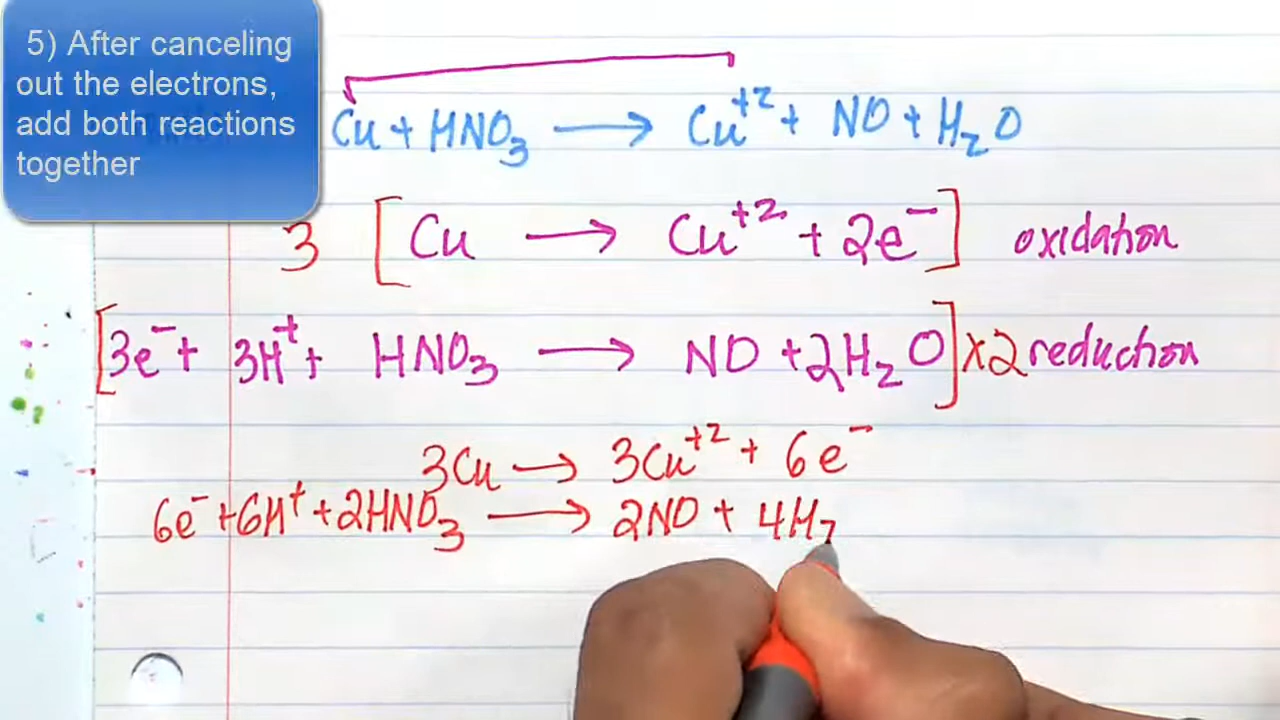 5) After canceling
out the electrons,
add both reactions
together
Cu + HNO₃ → Cu⁺² + NO + H₂O
3 [ Cu → Cu⁺² + 2e⁻ ] oxidation
[3e⁻ + 3H⁺ + HNO₃ → NO + 2H₂O] x2 reduction
3Cu → 3Cu⁺² + 6e⁻
6e⁻ + 6H⁺ + 2HNO₃ → 2NO + 4H₂